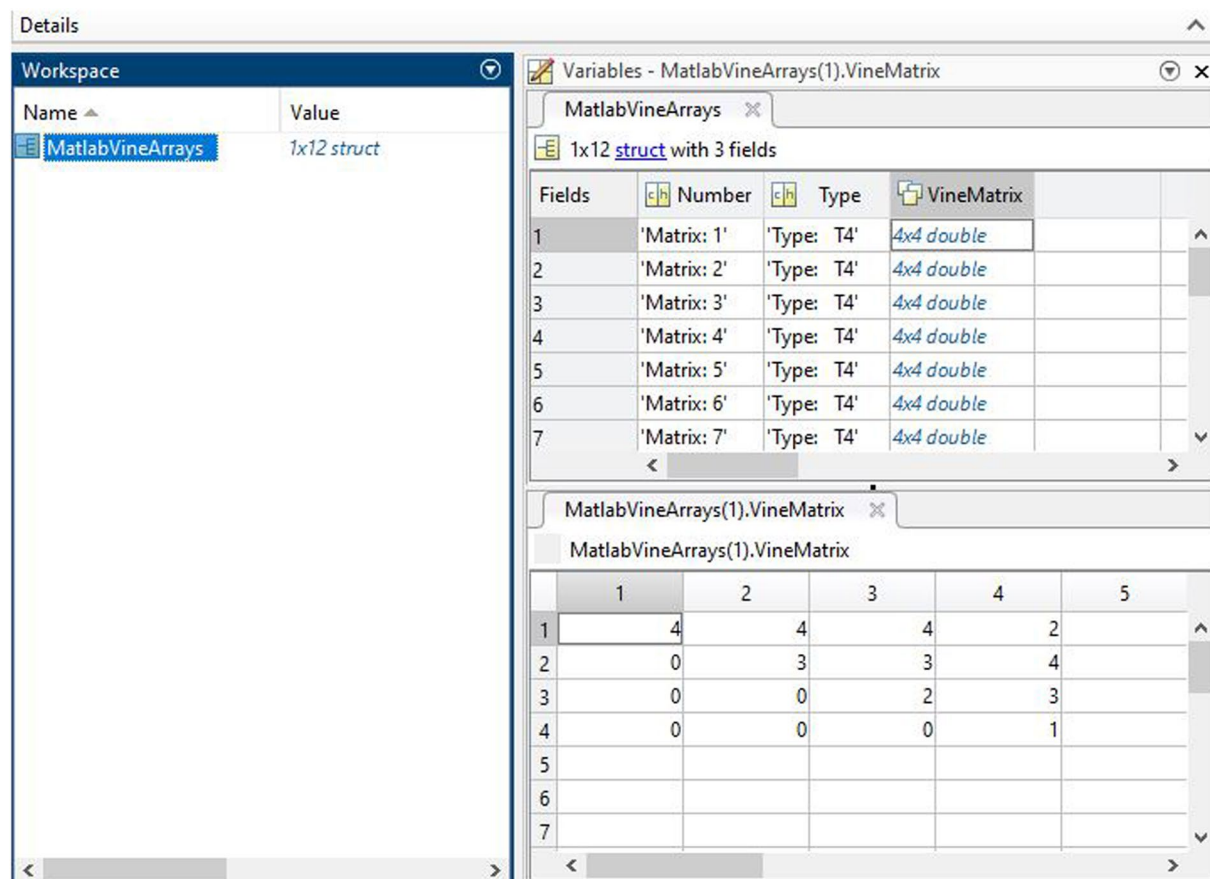 Details
Workspace
Name Value
MatlabVineArrays 1x12 struct
Variables - MatlabVineArrays(1).VineMatrix
MatlabVineArrays
1x12 struct with 3 fields
Fields Number Type VineMatrix
1 'Matrix: 1' 'Type: T4' 4x4 double
2 'Matrix: 2' 'Type: T4' 4x4 double
3 'Matrix: 3' 'Type: T4' 4x4 double
4 'Matrix: 4' 'Type: T4' 4x4 double
5 'Matrix: 5' 'Type: T4' 4x4 double
6 'Matrix: 6' 'Type: T4' 4x4 double
7 'Matrix: 7' 'Type: T4' 4x4 double
MatlabVineArrays(1).VineMatrix
MatlabVineArrays(1).VineMatrix
1 2 3 4 5
1 4 4 4 2
2 0 3 3 4
3 0 0 2 3
4 0 0 0 1
5
6
7